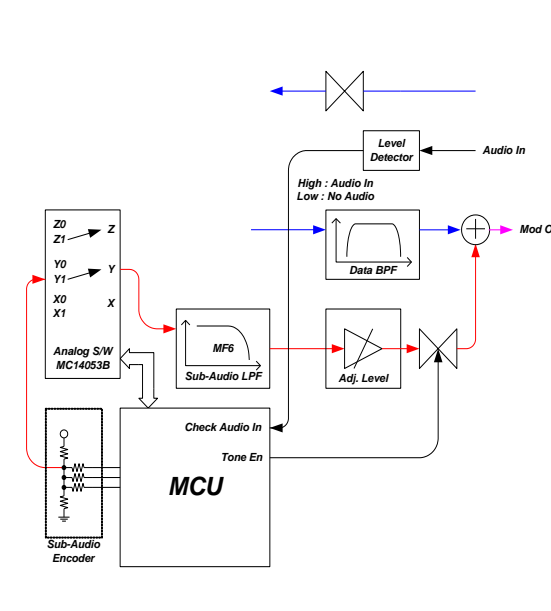 Level
Detector
Audio In
High : Audio In
Low : No Audio
Data BPF
Mod O
Z0
Z1
Z
Y0
Y1
Y
X0
X1
X
Analog S/W
MC14053B
MF6
Sub-Audio LPF
Adj. Level
Check Audio In
Tone En
MCU
Sub-Audio
Encoder